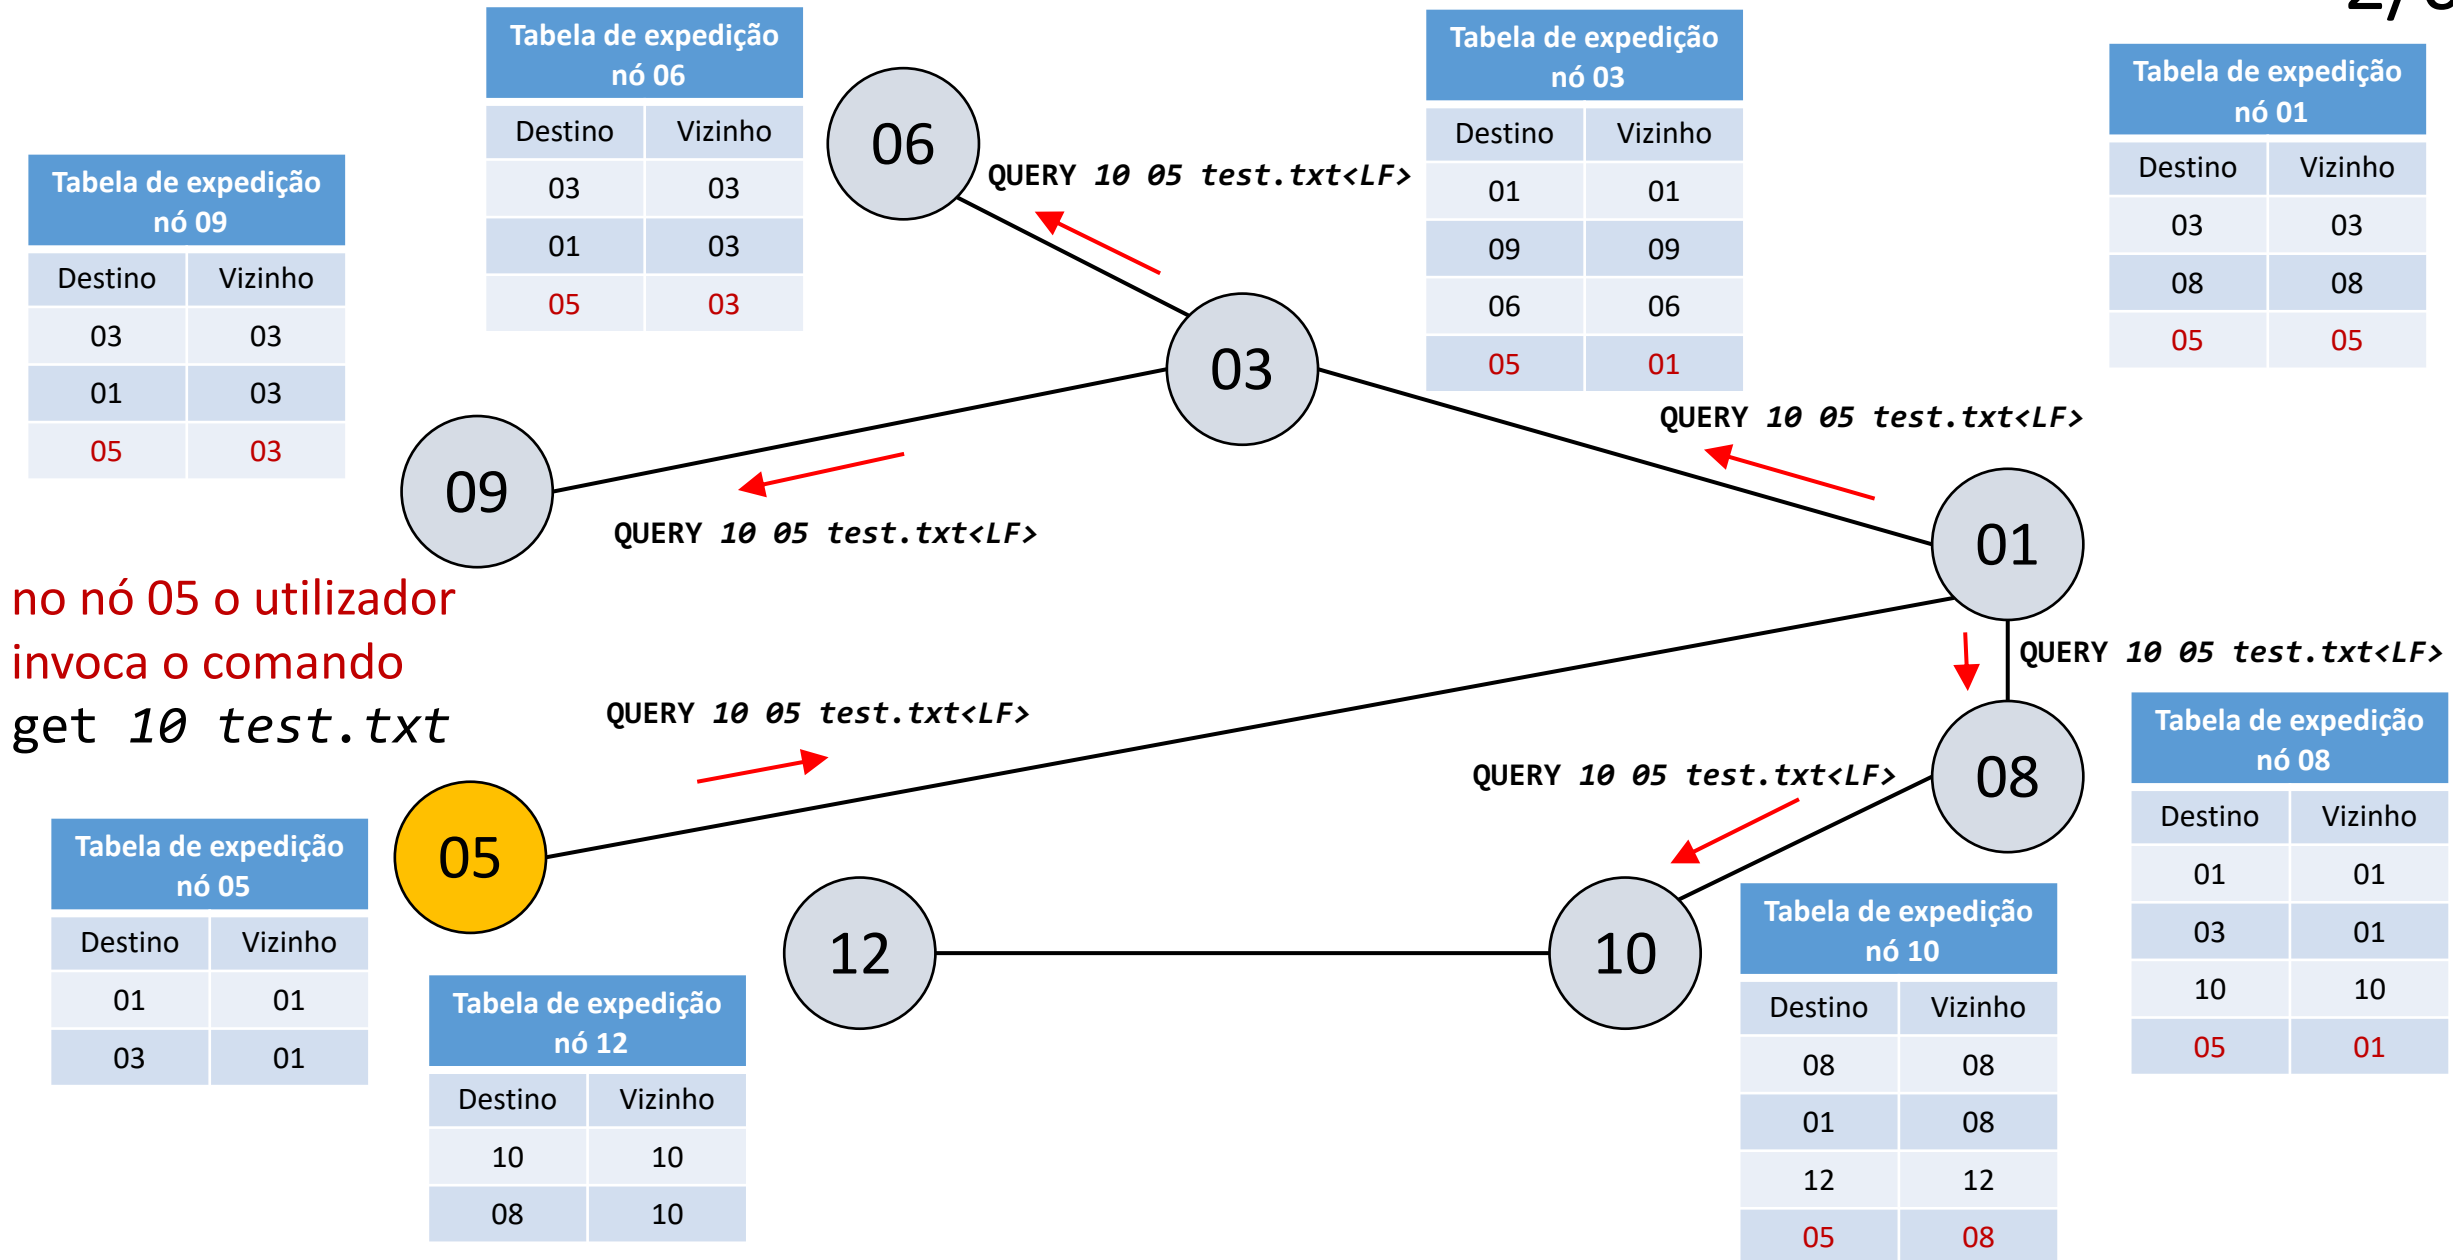 Tabela de expedição
nó 06
Destino Vizinho
03 03
01 03
05 03
Tabela de expedição
nó 03
Destino Vizinho
01 01
09 09
06 06
05 01
Tabela de expedição
nó 01
Destino Vizinho
03 03
08 08
05 05
Tabela de expedição
nó 09
Destino Vizinho
03 03
01 03
05 03
06
QUERY 10 05 test.txt<LF>
03
QUERY 10 05 test.txt<LF>
09
QUERY 10 05 test.txt<LF>
01
no nó 05 o utilizador
invoca o comando
get 10 test.txt
QUERY 10 05 test.txt<LF>
QUERY 10 05 test.txt<LF>
QUERY 10 05 test.txt<LF>
08
05
12
10
Tabela de expedição
nó 08
Destino Vizinho
01 01
03 01
10 10
05 01
Tabela de expedição
nó 05
Destino Vizinho
01 01
03 01
Tabela de expedição
nó 12
Destino Vizinho
10 10
08 10
Tabela de expedição
nó 10
Destino Vizinho
08 08
01 08
12 12
05 08